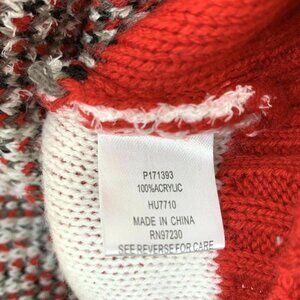 P171393
100%ACRYLIC
HU7710
MADE IN CHINA
RN97230
SEE REVERSE FOR CARE